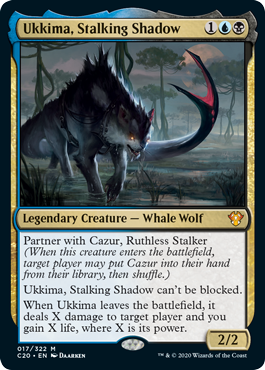 Ukkima, Stalking Shadow 1
Legendary Creature — Whale Wolf
Partner with Cazur, Ruthless Stalker
(When this creature enters the battlefield,
target player may put Cazur into their hand
from their library, then shuffle.)
Ukkima, Stalking Shadow can't be blocked.
When Ukkima leaves the battlefield, it
deals X damage to target player and you
gain X life, where X is its power.
2/2
017/322 M
C20 • EN DAARKEN
™ & © 2020 Wizards of the Coast